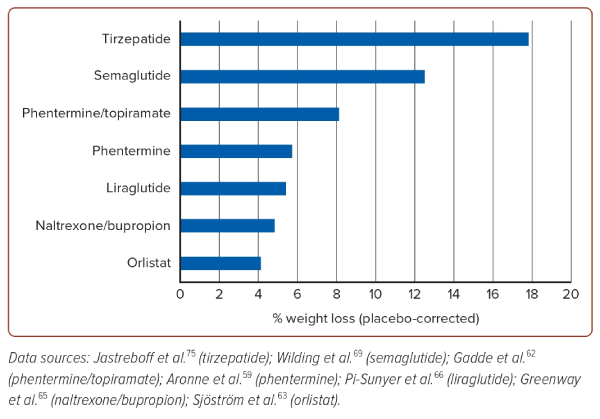 Tirzepatide
Semaglutide
Phentermine/topiramate
Phentermine
Liraglutide
Naltrexone/bupropion
Orlistat
0 2 4 6 8 10 12 14 16 18 20
% weight loss (placebo-corrected)
Data sources: Jastreboff et al.75 (tirzepatide); Wilding et al.69 (semaglutide); Gadde et al.62
(phentermine/topiramate); Aronne et al.59 (phentermine); Pi-Sunyer et al.66 (liraglutide); Greenway
et al.65 (naltrexone/bupropion); Sjöström et al.63 (orlistat).